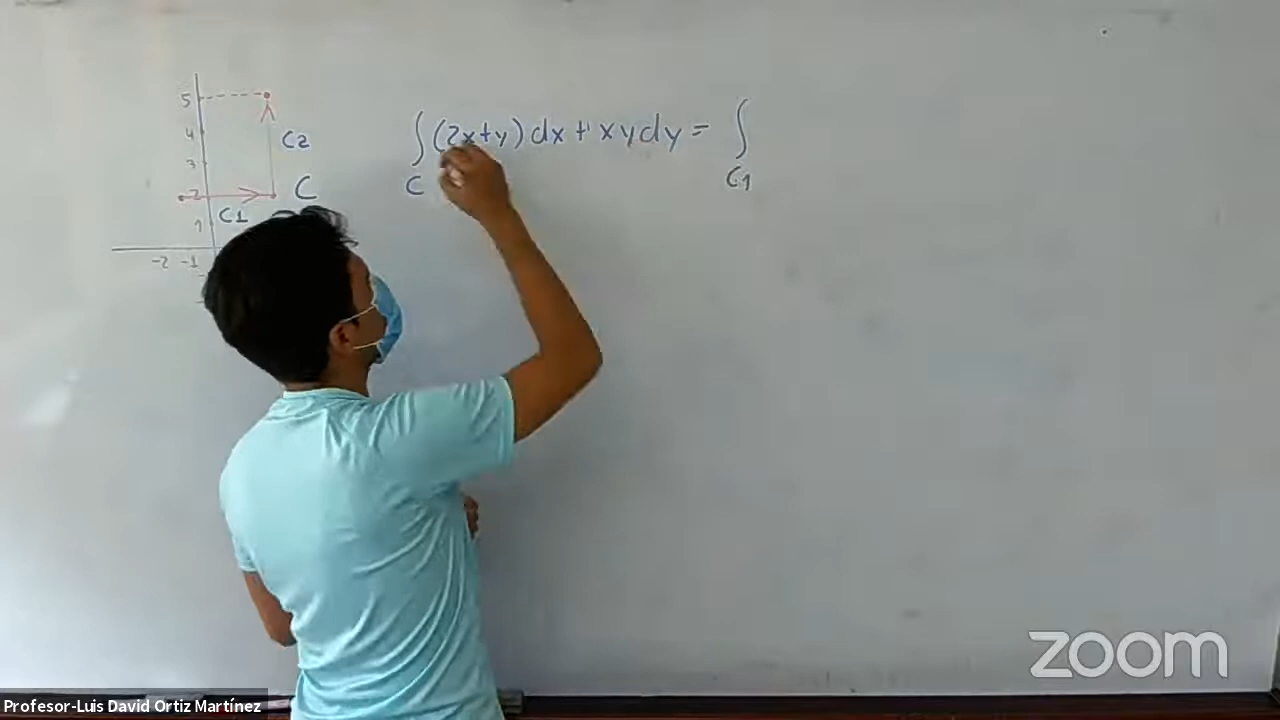 5
4
3
2
1
-2 -1
C2
C
C1
∫(2x+y)dx + xydy = ∫
C C1
zoom
Profesor-Luis David Ortiz Martínez